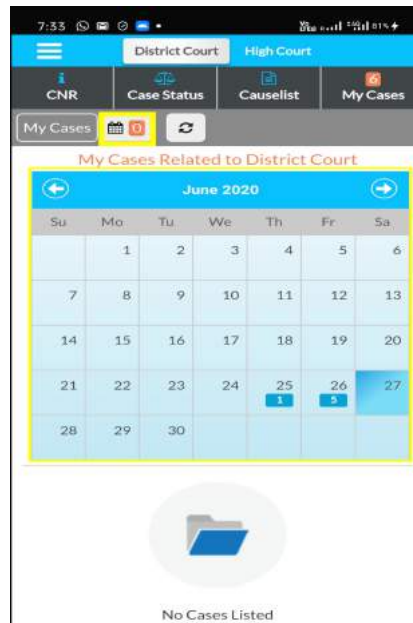 7:33
District Court High Court
CNR Case Status Causelist 6 My Cases
My Cases 0
My Cases Related to District Court
June 2020
Su Mo Tu We Th Fr Sa
1 2 3 4 5 6
7 8 9 10 11 12 13
14 15 16 17 18 19 20
21 22 23 24 25 26 27
1 5
28 29 30
No Cases Listed